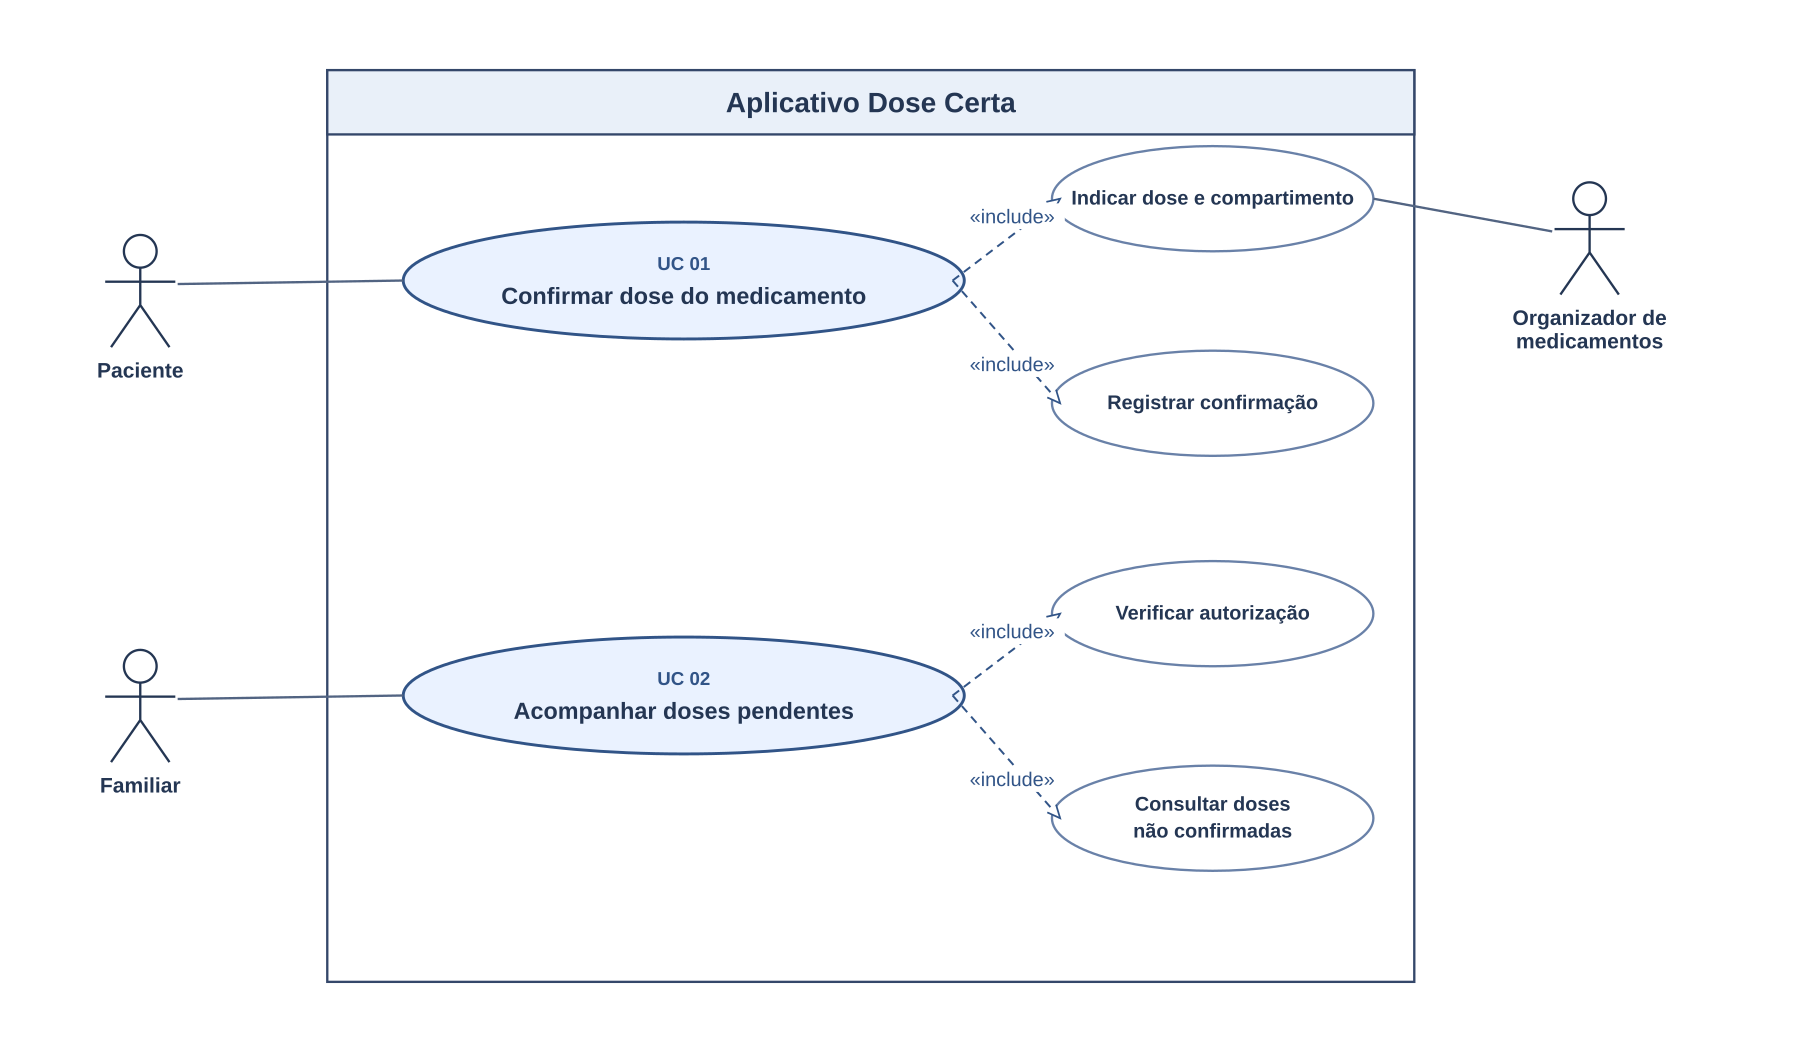 Aplicativo Dose Certa
Indicar dose e compartimento
«include»
UC 01
Confirmar dose do medicamento
Organizador de
medicamentos
«include»
Paciente
Registrar confirmação
Verificar autorização
«include»
UC 02
Acompanhar doses pendentes
«include»
Familiar
Consultar doses
não confirmadas